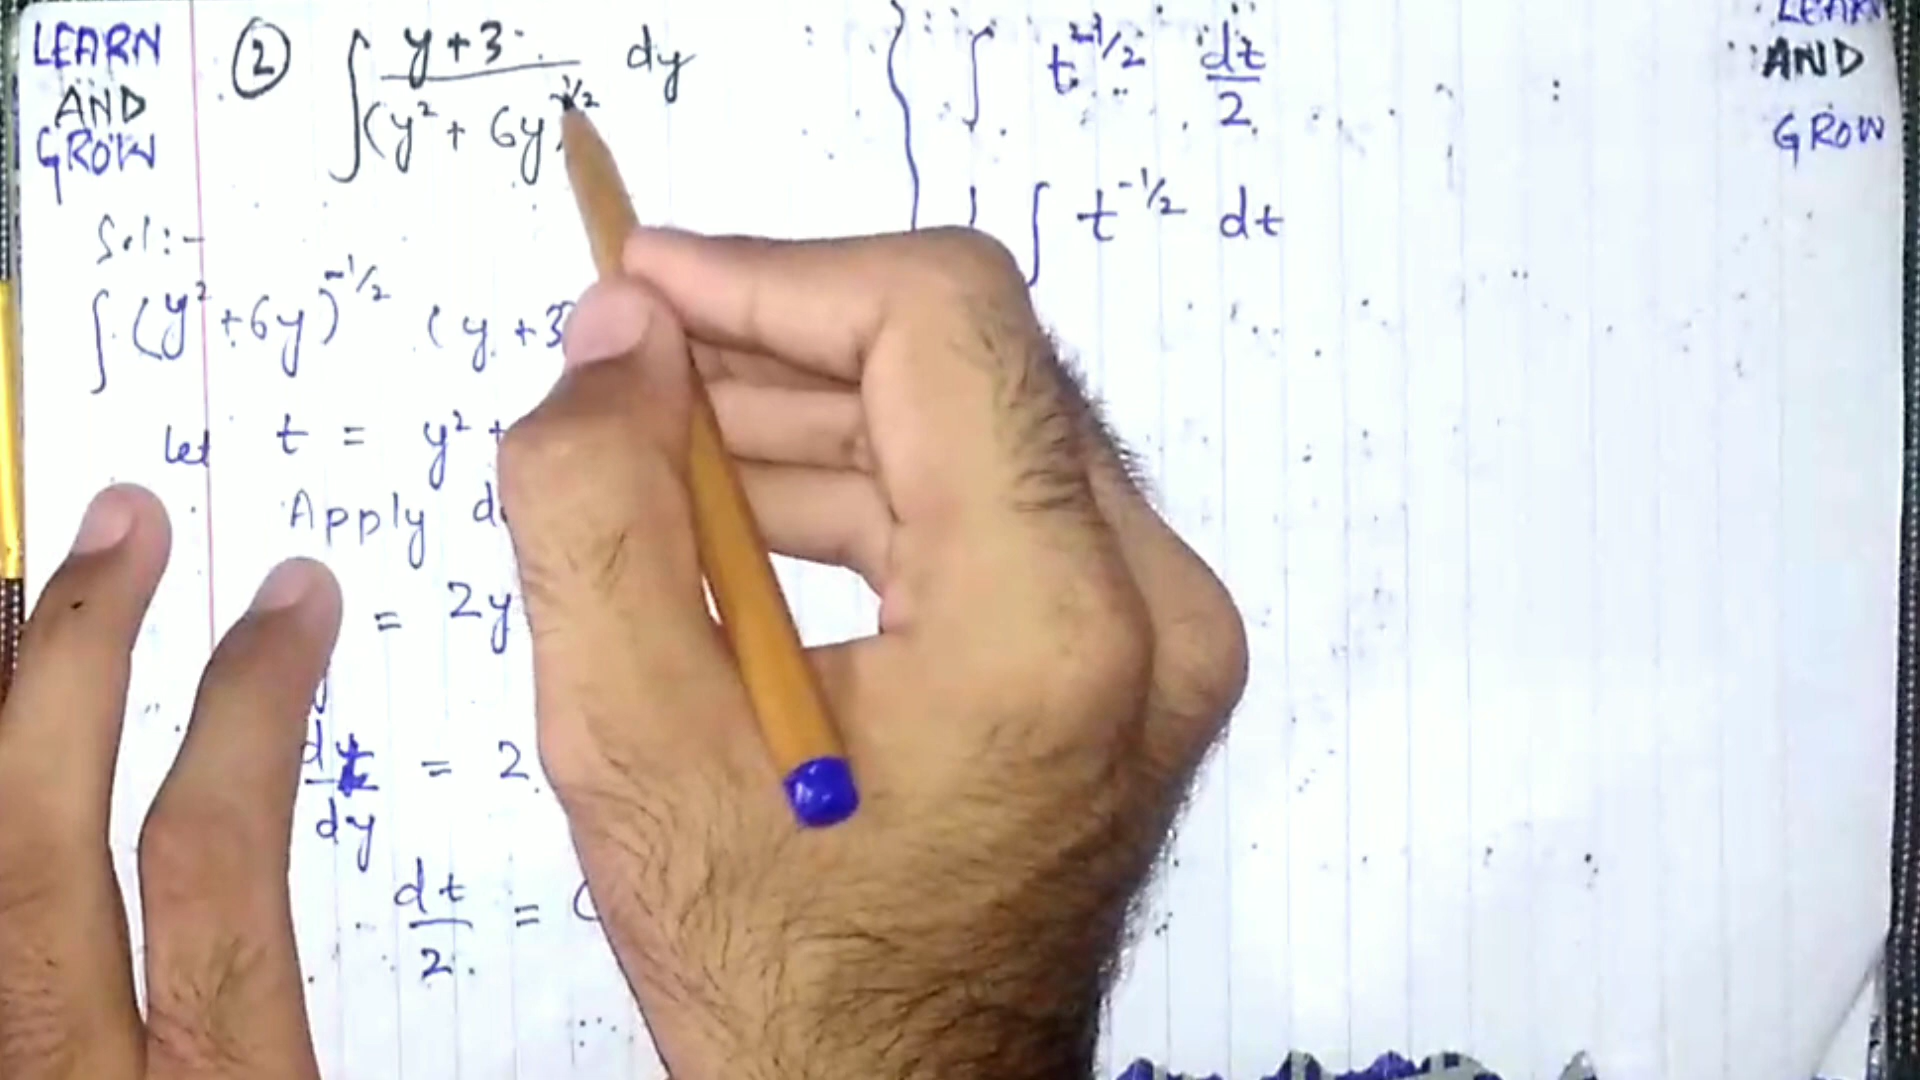 LEARN
AND
GROW
② ∫ y+3 / (y² + 6y)^1/2 dy
Sol:-
∫ (y² + 6y)^-1/2 (y + 3)
Let t = y² +
Apply
= 2y
dt/dy = 2
dt/2 =
∫ t^-1/2 dt/2
∫ t^-1/2 dt
LEARN
AND
GROW